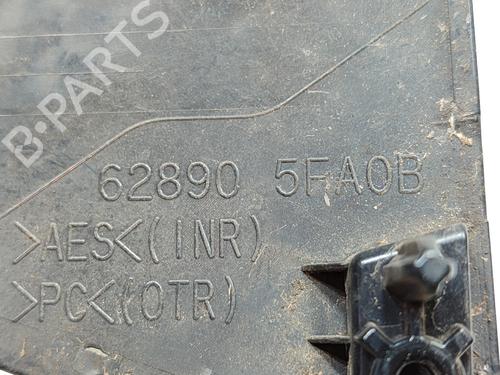 B-PARTS
62890 5FA0B
>AES<(INR)
>PC<(OTR)